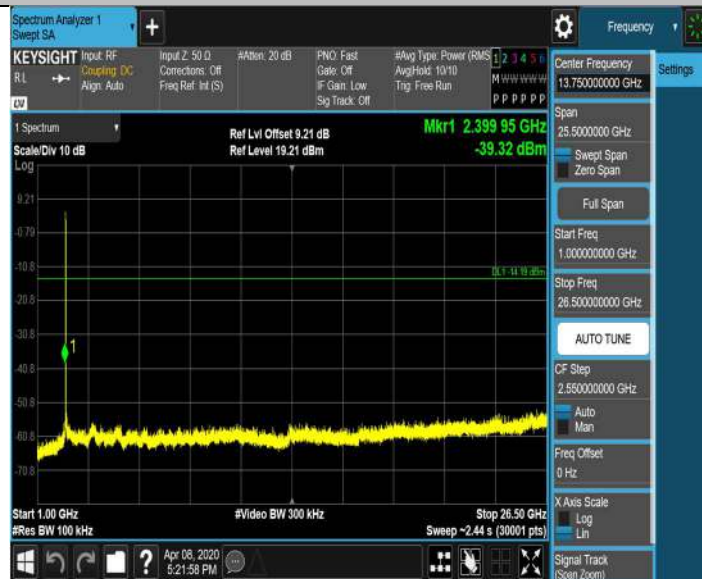 Spectrum Analyzer 1
Swept SA
Frequency
KEYSIGHT
RL
Input: RF
Coupling: DC
Align: Auto
Input Z: 50 Ω
Corrections: Off
Freq Ref: Int (S)
#Atten: 20 dB
PNO: Fast
Gate: Off
IF Gain: Low
Sig Track: Off
#Avg Type: Power (RMS
Avg|Hold: 10/10
Trig: Free Run
1 2 3 4 5 6
M W W W W W
P P P P P P
1 Spectrum
Scale/Div 10 dB
Log
Ref Lvl Offset 9.21 dB
Ref Level 19.21 dBm
Mkr1 2.399 95 GHz
-39.32 dBm
9.21
-0.79
-10.8
-20.8
-30.8
-40.8
-50.8
-60.8
-70.8
DL1 -14.19 dBm
1
Start 1.00 GHz
#Res BW 100 kHz
#Video BW 300 kHz
Stop 26.50 GHz
Sweep ~2.44 s (30001 pts)
Apr 08, 2020
5:21:58 PM
Center Frequency
13.750000000 GHz
Settings
Span
25.5000000 GHz
Swept Span
Zero Span
Full Span
Start Freq
1.000000000 GHz
Stop Freq
26.500000000 GHz
AUTO TUNE
CF Step
2.550000000 GHz
Auto
Man
Freq Offset
0 Hz
X Axis Scale
Log
Lin
Signal Track
(Span Zoom)